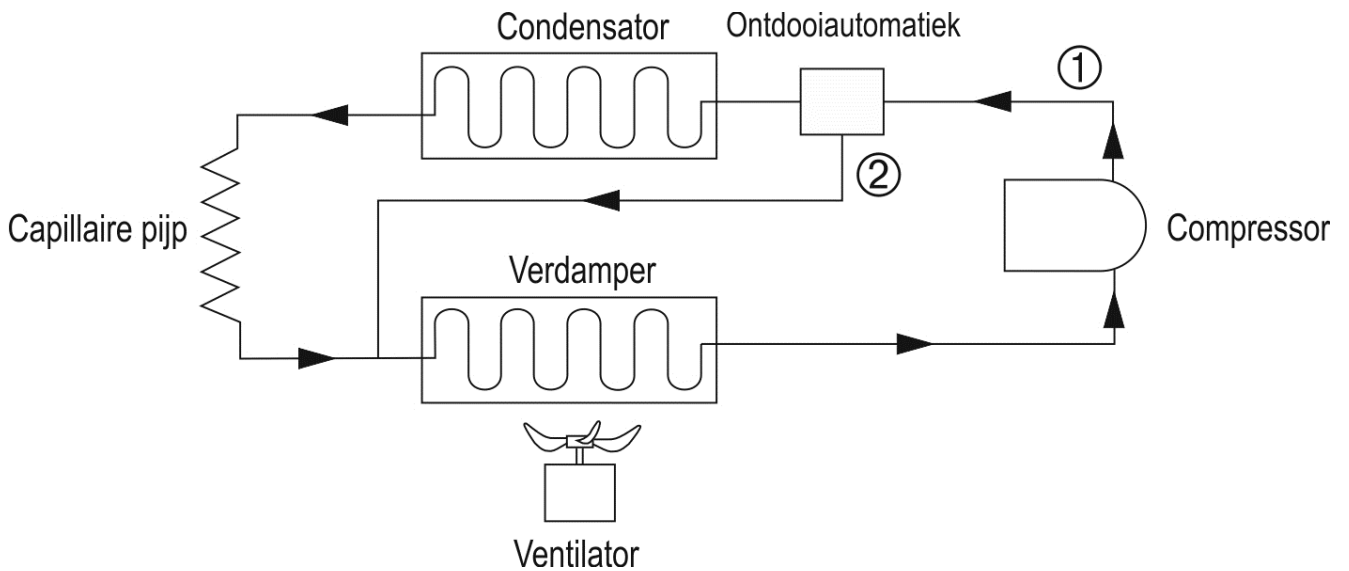 Condensator
Ontdooiautomatiek
①
②
Capillaire pijp
Compressor
Verdamper
Ventilator